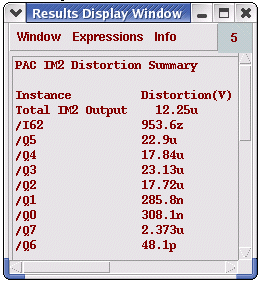 Results Display Window
Window Expressions Info 5
PAC IM2 Distortion Summary
Instance Distortion(V)
Total IM2 Output 12.25u
/I62 953.6z
/Q5 22.9u
/Q4 17.84u
/Q3 23.13u
/Q2 17.72u
/Q1 285.8n
/Q0 308.1n
/Q7 2.373u
/Q6 48.1p